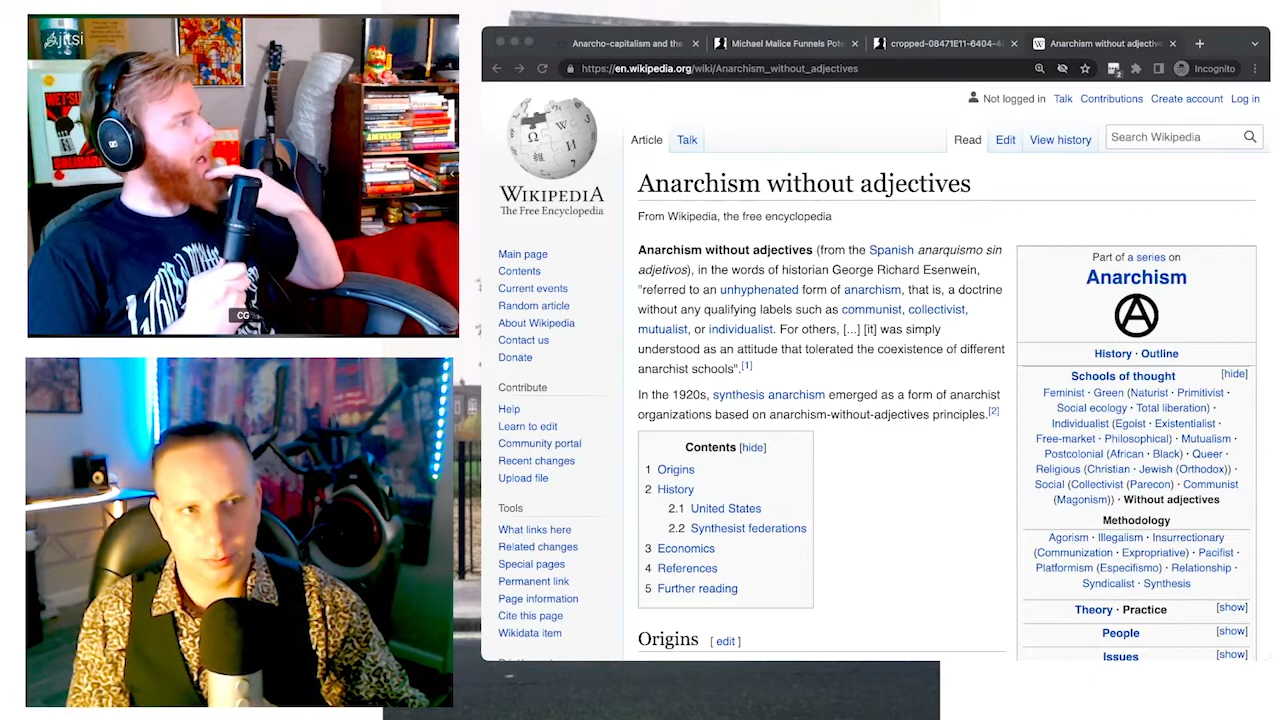 jitsi
CG
Anarcho-capitalism and the
Michael Malice Funnels Pote
cropped-08471E11-6404-4
Anarchism without adjective
https://en.wikipedia.org/wiki/Anarchism_without_adjectives
2
Incognito
Not logged in Talk Contributions Create account Log in
Article Talk
Read Edit View history
Search Wikipedia
WIKIPEDIA
The Free Encyclopedia
Main page
Contents
Current events
Random article
About Wikipedia
Contact us
Donate
Contribute
Help
Learn to edit
Community portal
Recent changes
Upload file
Tools
What links here
Related changes
Special pages
Permanent link
Page information
Cite this page
Wikidata item
Anarchism without adjectives
From Wikipedia, the free encyclopedia
Anarchism without adjectives (from the Spanish anarquismo sin
adjetivos), in the words of historian George Richard Esenwein,
"referred to an unhyphenated form of anarchism, that is, a doctrine
without any qualifying labels such as communist, collectivist,
mutualist, or individualist. For others, [...] [it] was simply
understood as an attitude that tolerated the coexistence of different
anarchist schools".[1]
In the 1920s, synthesis anarchism emerged as a form of anarchist
organizations based on anarchism-without-adjectives principles.[2]
Contents [hide]
1 Origins
2 History
2.1 United States
2.2 Synthesist federations
3 Economics
4 References
5 Further reading
Origins [ edit ]
Part of a series on
Anarchism
History · Outline
Schools of thought [hide]
Feminist · Green (Naturist · Primitivist ·
Social ecology · Total liberation) ·
Individualist (Egoist · Existentialist ·
Free-market · Philosophical) · Mutualism ·
Postcolonial (African · Black) · Queer ·
Religious (Christian · Jewish (Orthodox)) ·
Social (Collectivist (Parecon) · Communist
(Magonism)) · Without adjectives
Methodology
Agorism · Illegalism · Insurrectionary
(Communization · Expropriative) · Pacifist ·
Platformism (Especifismo) · Relationship ·
Syndicalist · Synthesis
Theory · Practice [show]
People [show]
Issues [show]